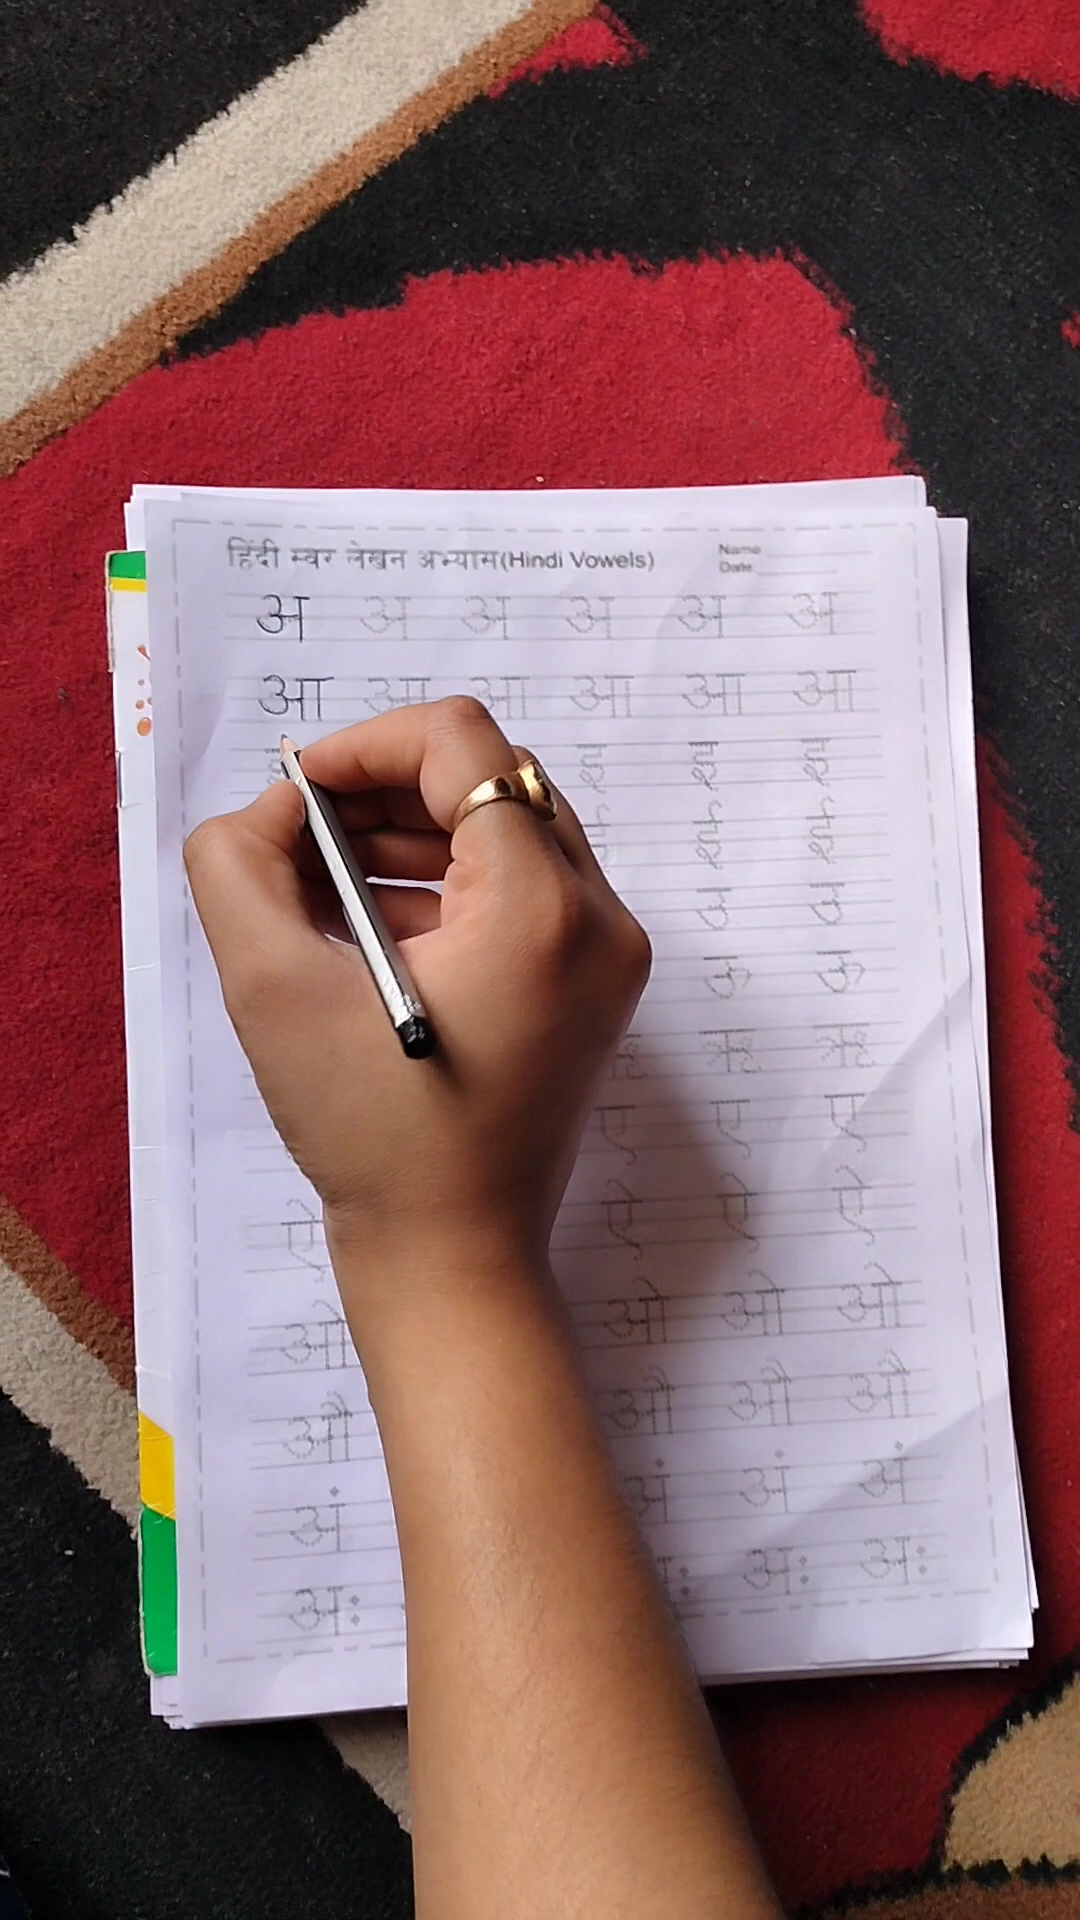 हिंदी स्वर लेखन अभ्यास(Hindi Vowels)
Name
Date
अ अ अ अ अ अ
आ आ आ आ आ आ
इ इ इ
ई ई
उ उ
ऊ ऊ
ऋ ऋ ऋ
ए ए ए
ऐ ऐ ऐ ऐ
ओ ओ ओ ओ
औ औ औ औ
अं अं अं अं
अः अः अः